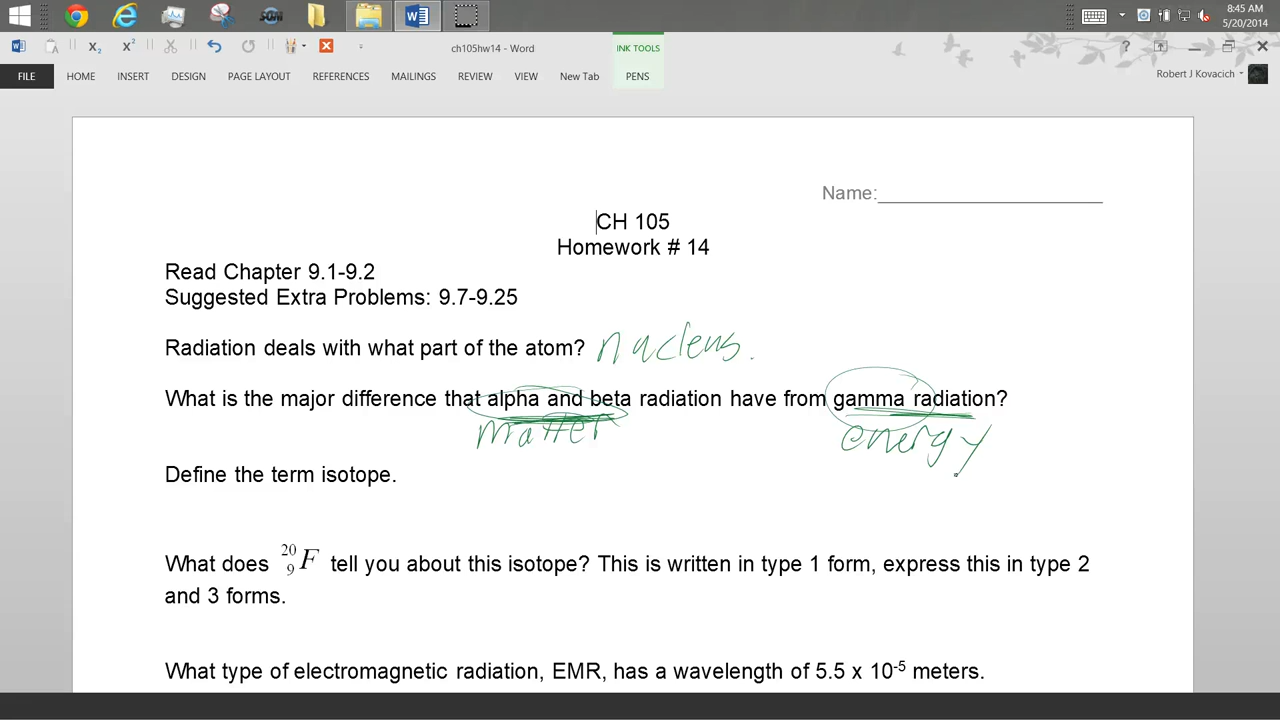 8:45 AM
5/20/2014
ch105hw14 - Word
INK TOOLS
FILE HOME INSERT DESIGN PAGE LAYOUT REFERENCES MAILINGS REVIEW VIEW New Tab PENS
Robert J Kovacich
Name:
CH 105
Homework # 14
Read Chapter 9.1-9.2
Suggested Extra Problems: 9.7-9.25
Radiation deals with what part of the atom? nucleus.
What is the major difference that alpha and beta radiation have from gamma radiation?
matter energy
Define the term isotope.
What does ²⁰₉F tell you about this isotope? This is written in type 1 form, express this in type 2
and 3 forms.
What type of electromagnetic radiation, EMR, has a wavelength of 5.5 x 10⁻⁵ meters.